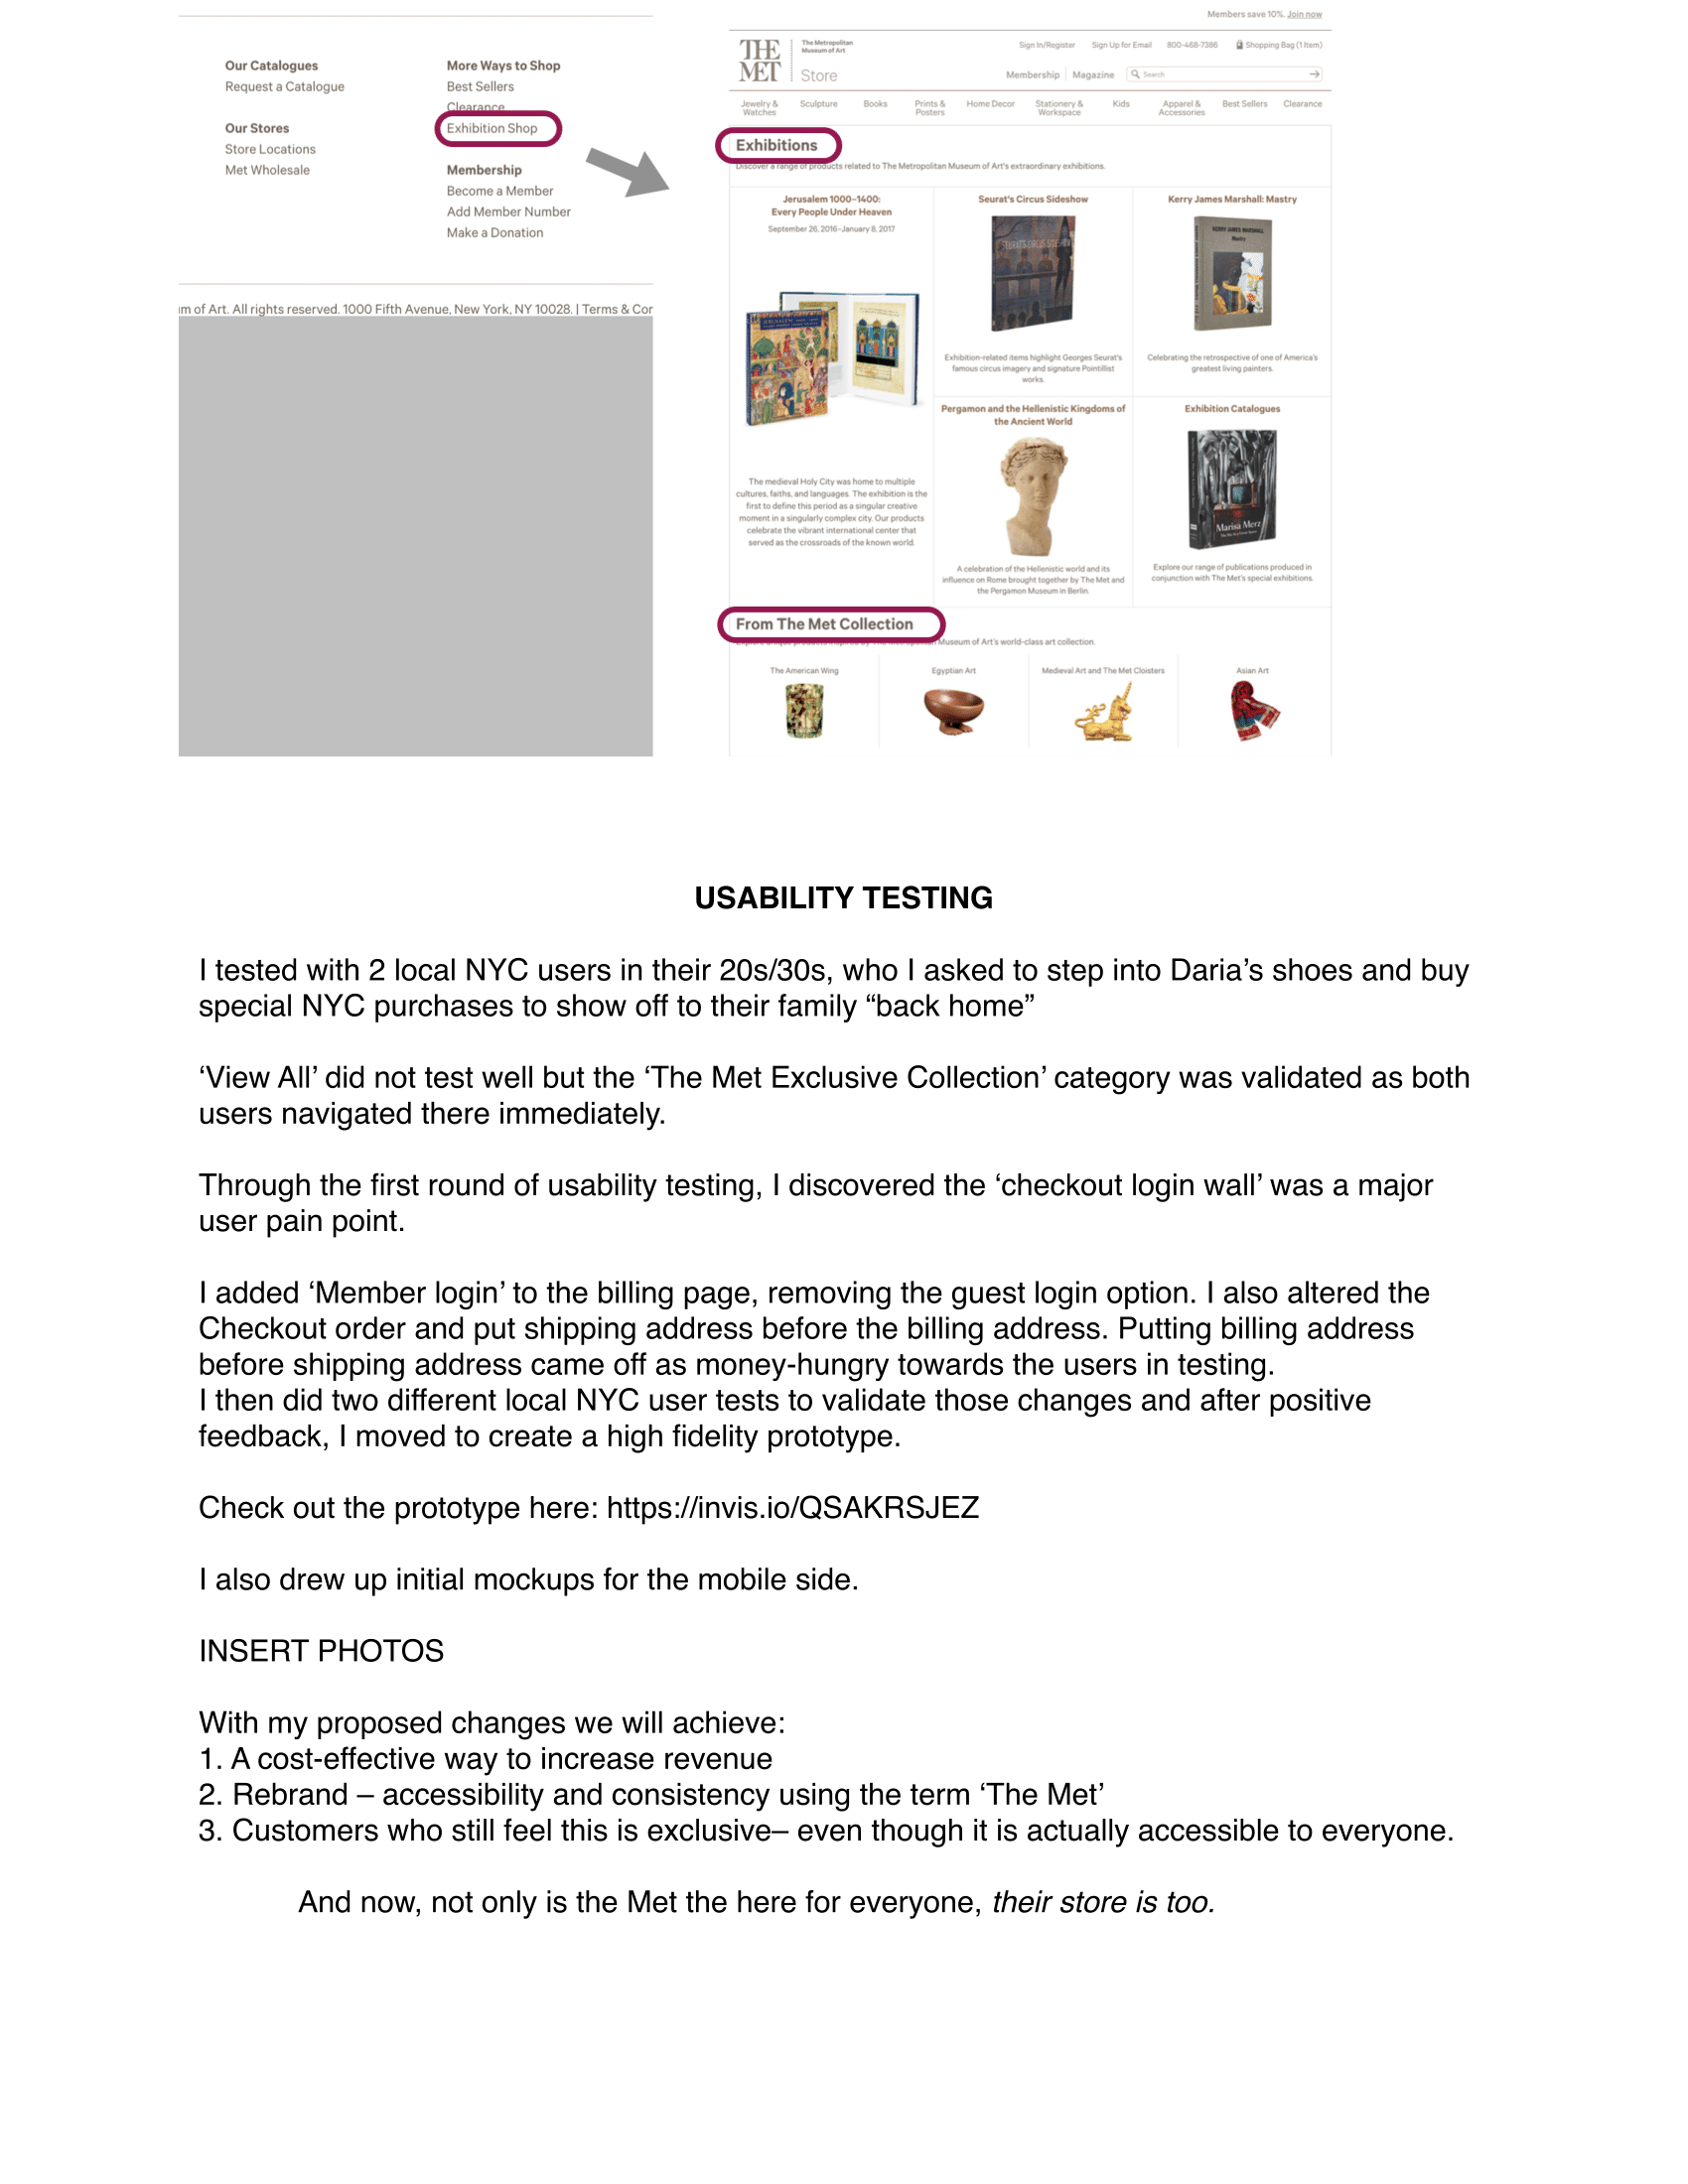 Our Catalogues
Request a Catalogue
Our Stores
Store Locations
Met Wholesale
More Ways to Shop
Best Sellers
Clearance
Exhibition Shop
Membership
Become a Member
Add Member Number
Make a Donation
m of Art. All rights reserved. 1000 Fifth Avenue, New York, NY 10028. | Terms & Cor
Members save 10%. Join now
THE MET
The Metropolitan
Museum of Art
Store
Sign In/Register Sign Up for Email 800-468-7386 Shopping Bag (1 Item)
Membership | Magazine Search
Jewelry & Watches Sculpture Books Prints & Posters Home Decor Stationery & Workspace Kids Apparel & Accessories Best Sellers Clearance
Exhibitions
Discover a range of products related to The Metropolitan Museum of Art's extraordinary exhibitions.
Jerusalem 1000–1400:
Every People Under Heaven
September 26, 2016–January 8, 2017
The medieval Holy City was home to multiple
cultures, faiths, and languages. The exhibition is the
first to define this period as a singular creative
moment in a singularly complex city. Our products
celebrate the vibrant international center that
served as the crossroads of the known world.
Seurat's Circus Sideshow
SEURAT'S CIRCUS SIDESHOW
Exhibition-related items highlight Georges Seurat's
famous circus imagery and signature Pointillist
works.
Kerry James Marshall: Mastry
KERRY JAMES MARSHALL
Mastry
Celebrating the retrospective of one of America's
greatest living painters.
Pergamon and the Hellenistic Kingdoms of
the Ancient World
A celebration of the Hellenistic world and its
influence on Rome brought together by The Met and
the Pergamon Museum in Berlin.
Exhibition Catalogues
Marisa Merz
Explore our range of publications produced in
conjunction with The Met's special exhibitions.
From The Met Collection
Museum of Art's world-class art collection.
The American Wing
Egyptian Art
Medieval Art and The Met Cloisters
Asian Art
USABILITY TESTING
I tested with 2 local NYC users in their 20s/30s, who I asked to step into Daria’s shoes and buy
special NYC purchases to show off to their family “back home”
‘View All’ did not test well but the ‘The Met Exclusive Collection’ category was validated as both
users navigated there immediately.
Through the first round of usability testing, I discovered the ‘checkout login wall’ was a major
user pain point.
I added ‘Member login’ to the billing page, removing the guest login option. I also altered the
Checkout order and put shipping address before the billing address. Putting billing address
before shipping address came off as money-hungry towards the users in testing.
I then did two different local NYC user tests to validate those changes and after positive
feedback, I moved to create a high fidelity prototype.
Check out the prototype here: https://invis.io/QSAKRSJEZ
I also drew up initial mockups for the mobile side.
INSERT PHOTOS
With my proposed changes we will achieve:
1. A cost-effective way to increase revenue
2. Rebrand – accessibility and consistency using the term ‘The Met’
3. Customers who still feel this is exclusive– even though it is actually accessible to everyone.
And now, not only is the Met the here for everyone, their store is too.